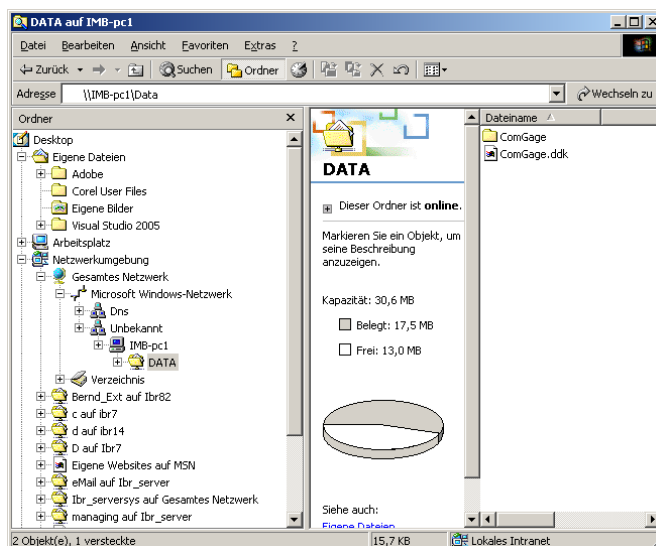 DATA auf IMB-pc1
Datei Bearbeiten Ansicht Favoriten Extras ?
Zurück Suchen Ordner
Adresse \\IMB-pc1\Data Wechseln zu
Ordner
Desktop
Eigene Dateien
Adobe
Corel User Files
Eigene Bilder
Visual Studio 2005
Arbeitsplatz
Netzwerkumgebung
Gesamtes Netzwerk
Microsoft Windows-Netzwerk
Dns
Unbekannt
IMB-pc1
DATA
Verzeichnis
Bernd_Ext auf Ibr82
c auf ibr7
d auf ibr14
D auf Ibr7
Eigene Websites auf MSN
eMail auf Ibr_server
Ibr_serversys auf Gesamtes Netzwerk
managing auf Ibr_server
DATA
Dieser Ordner ist online.
Markieren Sie ein Objekt, um
seine Beschreibung
anzuzeigen.
Kapazität: 30,6 MB
Belegt: 17,5 MB
Frei: 13,0 MB
Siehe auch:
Eigene Dateien
Dateiname
ComGage
ComGage.ddk
2 Objekt(e), 1 versteckte 15,7 KB Lokales Intranet